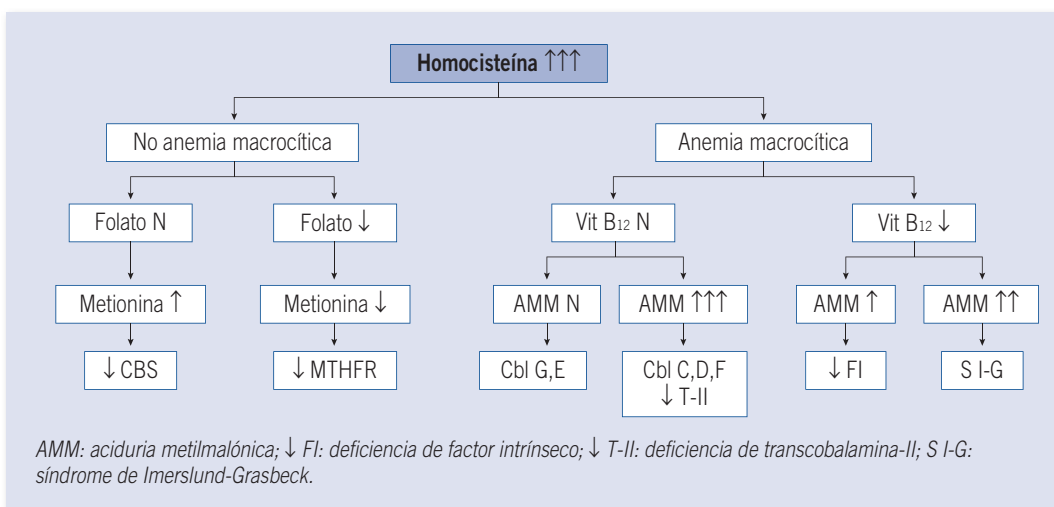 Homocisteína ↑↑↑
No anemia macrocítica
Anemia macrocítica
Folato N
Folato ↓
Vit B12 N
Vit B12 ↓
Metionina ↑
Metionina ↓
AMM N
AMM ↑↑↑
AMM ↑
AMM ↑↑
↓ CBS
↓ MTHFR
Cbl G,E
Cbl C,D,F
↓ T-II
↓ FI
S I-G
AMM: aciduria metilmalónica; ↓ FI: deficiencia de factor intrínseco; ↓ T-II: deficiencia de transcobalamina-II; S I-G:
síndrome de Imerslund-Grasbeck.